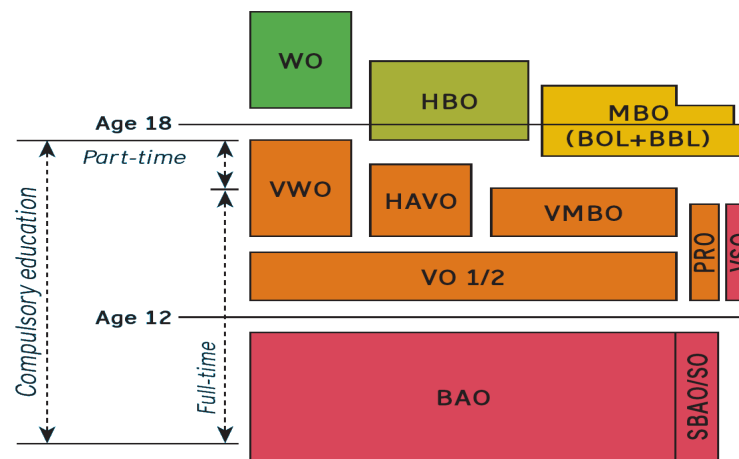 WO
HBO
MBO
(BOL+BBL)
Age 18
Part-time
VWO
HAVO
VMBO
PRO
VSO
VO 1/2
Age 12
Compulsory education
Full-time
BAO
SBAO/SO